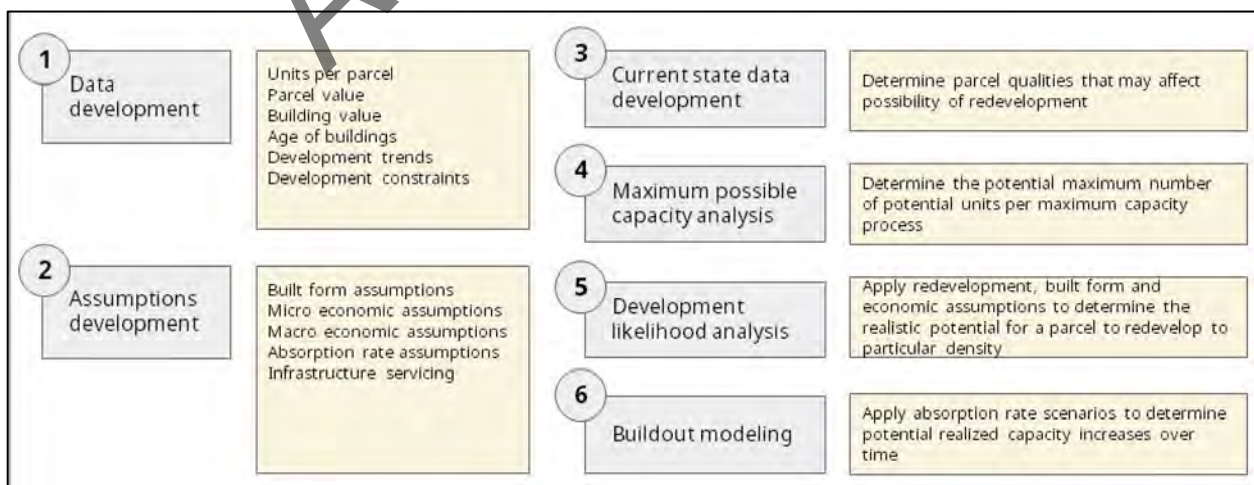 1
Data
development
Units per parcel
Parcel value
Building value
Age of buildings
Development trends
Development constraints
2
Assumptions
development
Built form assumptions
Micro economic assumptions
Macro economic assumptions
Absorption rate assumptions
Infrastructure servicing
3
Current state data
development
Determine parcel qualities that may affect
possibility of redevelopment
4
Maximum possible
capacity analysis
Determine the potential maximum number
of potential units per maximum capacity
process
5
Development
likelihood analysis
Apply redevelopment, built form and
economic assumptions to determine the
realistic potential for a parcel to redevelop to
particular density
6
Buildout modeling
Apply absorption rate scenarios to determine
potential realized capacity increases over
time